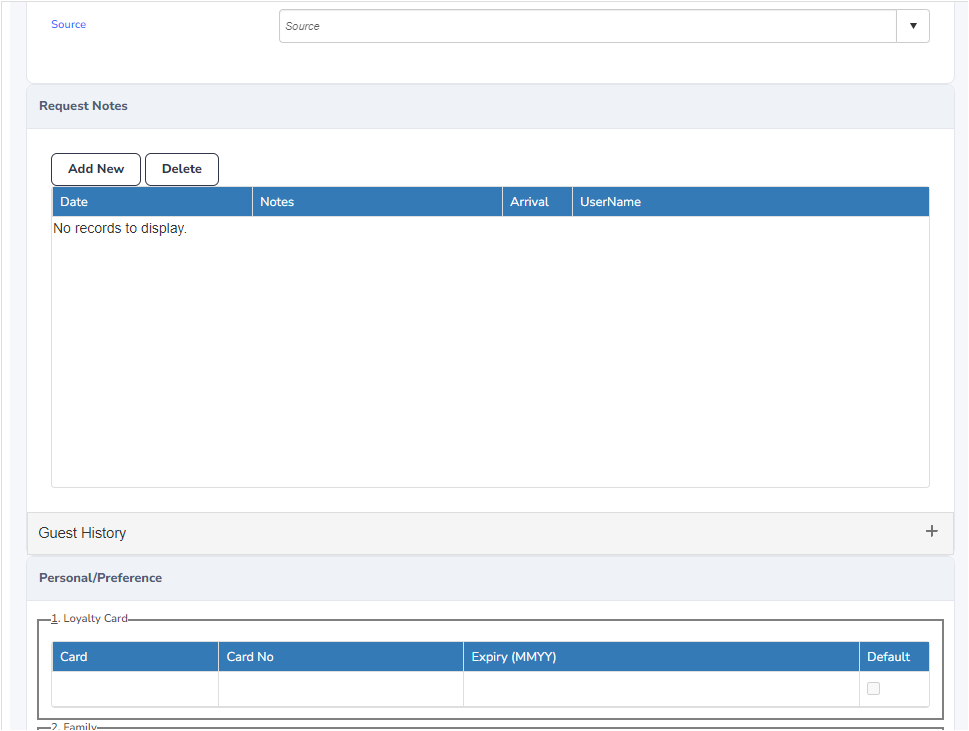 Source Source
Request Notes
Add New Delete
Date Notes Arrival UserName
No records to display.
Guest History
Personal/Preference
1. Loyalty Card
Card Card No Expiry (MMYY) Default
2. Family